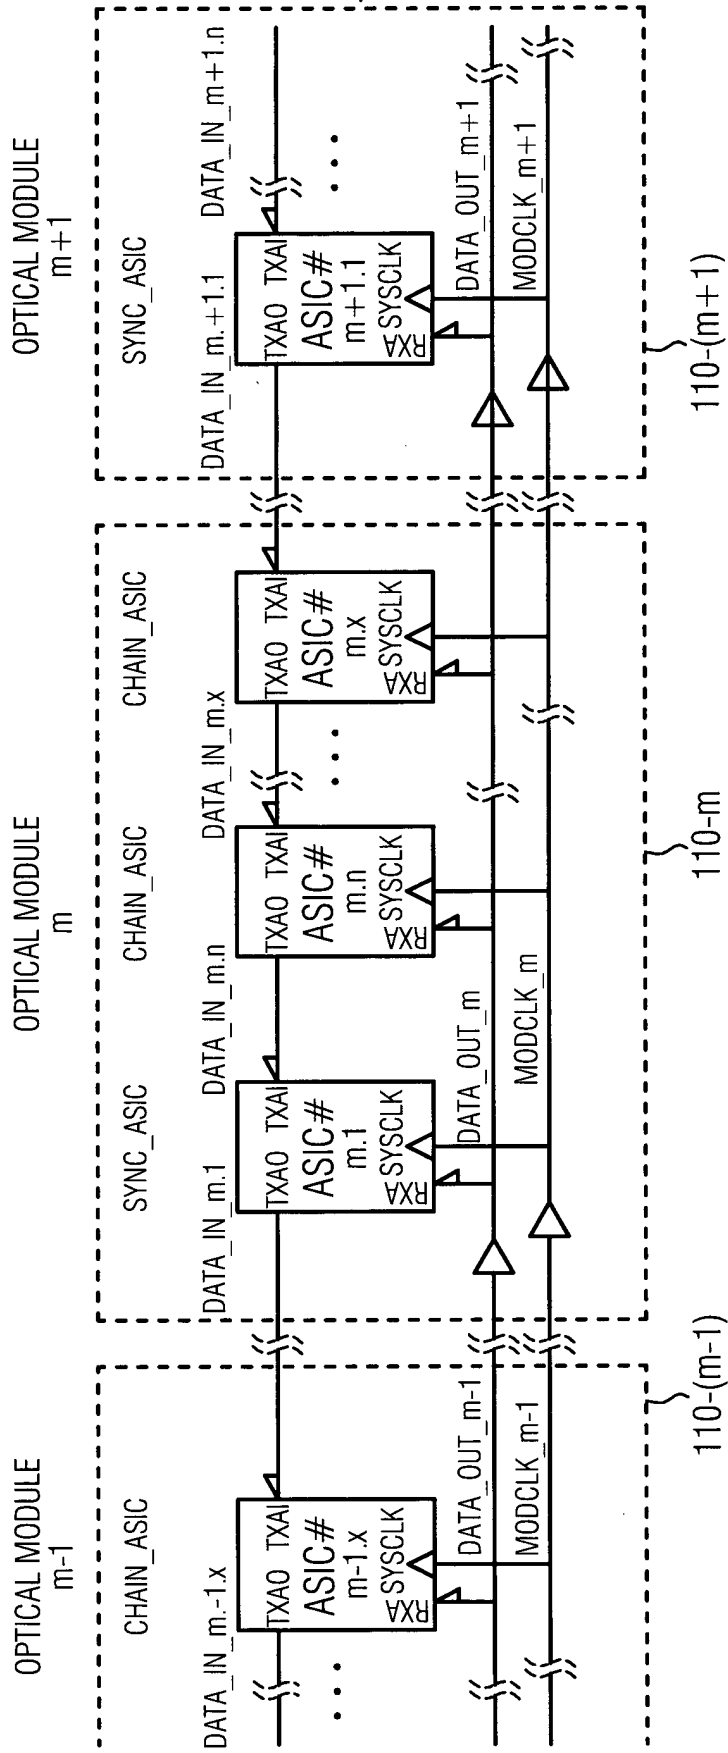 OPTICAL MODULE
m-1
CHAIN_ASIC
DATA_IN_m.-1.x
TXAO TXAI
ASIC#
m-1.x
RXA SYSCLK
DATA_OUT_m-1
MODCLK_m-1
110-(m-1)
OPTICAL MODULE
m
SYNC_ASIC
DATA_IN_m.1
TXAO TXAI
ASIC#
m.1
RXA SYSCLK
DATA_OUT_m
MODCLK_m
CHAIN_ASIC
DATA_IN_m.n
TXAO TXAI
ASIC#
m.n
RXA SYSCLK
CHAIN_ASIC
DATA_IN_m.x
TXAO TXAI
ASIC#
m.x
RXA SYSCLK
110-m
OPTICAL MODULE
m+1
SYNC_ASIC
DATA_IN_m.+1.1
TXAO TXAI
ASIC#
m+1.1
RXA SYSCLK
DATA_IN_m+1.n
DATA_OUT_m+1
MODCLK_m+1
110-(m+1)